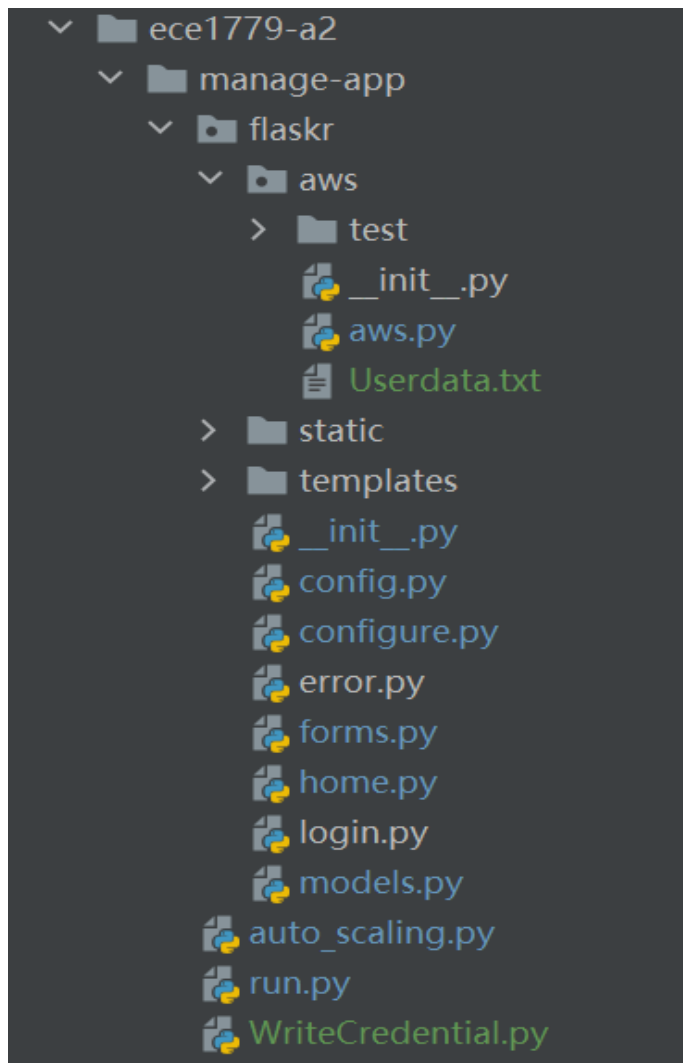 ece1779-a2
manage-app
flaskr
aws
test
__init__.py
aws.py
Userdata.txt
static
templates
__init__.py
config.py
configure.py
error.py
forms.py
home.py
login.py
models.py
auto_scaling.py
run.py
WriteCredential.py